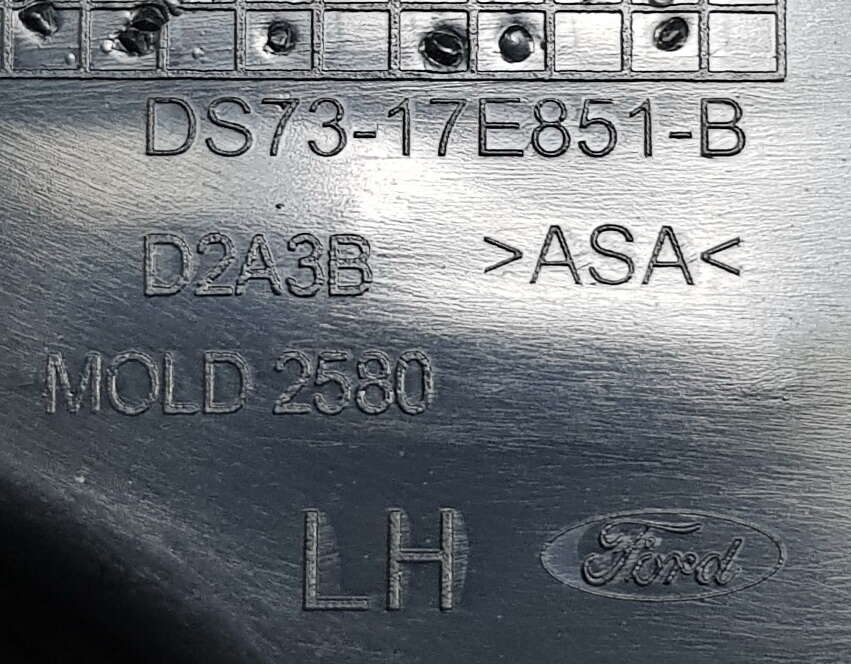 DS73-17E851-B
D2A3B >ASA<
MOLD 2580
LH Ford